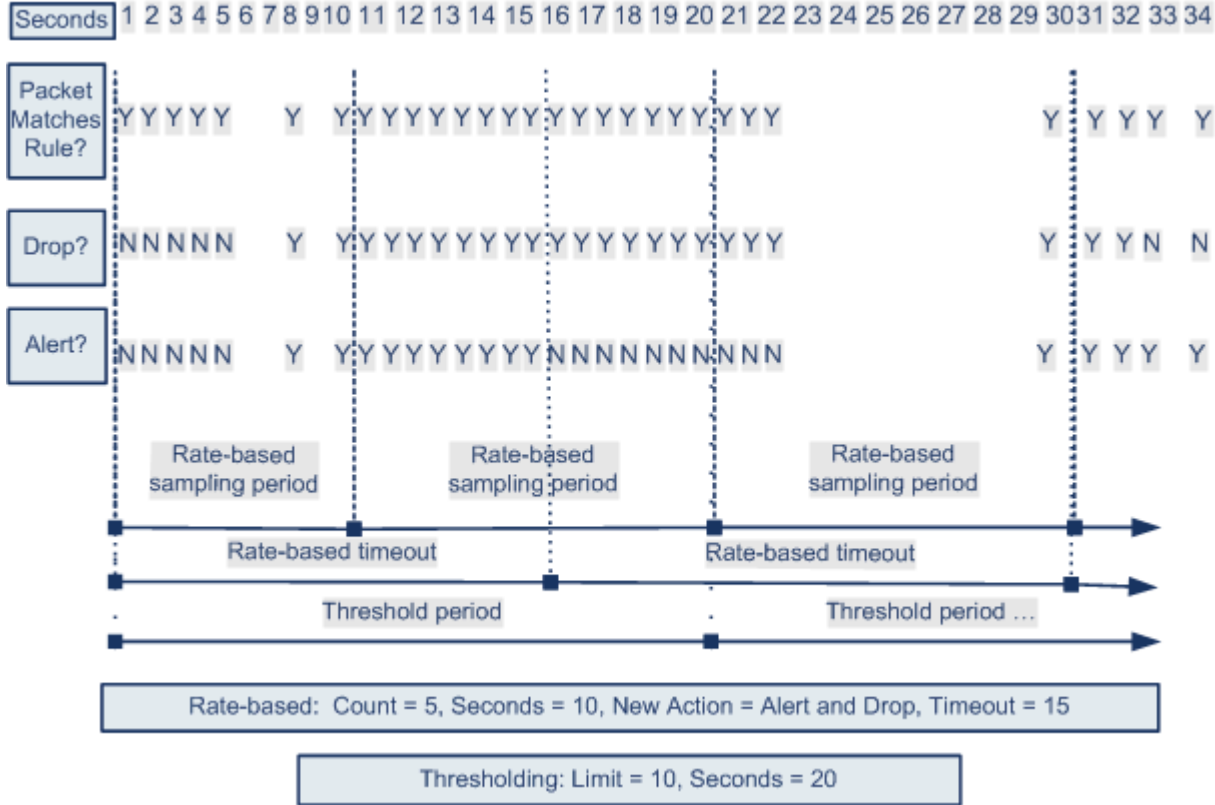 Seconds 1 2 3 4 5 6 7 8 9 10 11 12 13 14 15 16 17 18 19 20 21 22 23 24 25 26 27 28 29 30 31 32 33 34
Packet
Matches
Rule?
Y Y Y Y Y Y Y Y Y Y Y Y Y Y Y Y Y Y Y Y Y Y Y Y Y Y Y Y Y Y
Drop?
N N N N N Y Y Y Y Y Y Y Y Y Y Y Y Y Y Y Y Y Y Y Y Y Y Y N N
Alert?
N N N N N Y Y Y Y Y Y Y Y Y Y N N N N N N N N N N Y Y Y Y Y
Rate-based
sampling period
Rate-based
sampling period
Rate-based
sampling period
Rate-based timeout
Rate-based timeout
Threshold period
Threshold period ...
Rate-based: Count = 5, Seconds = 10, New Action = Alert and Drop, Timeout = 15
Thresholding: Limit = 10, Seconds = 20